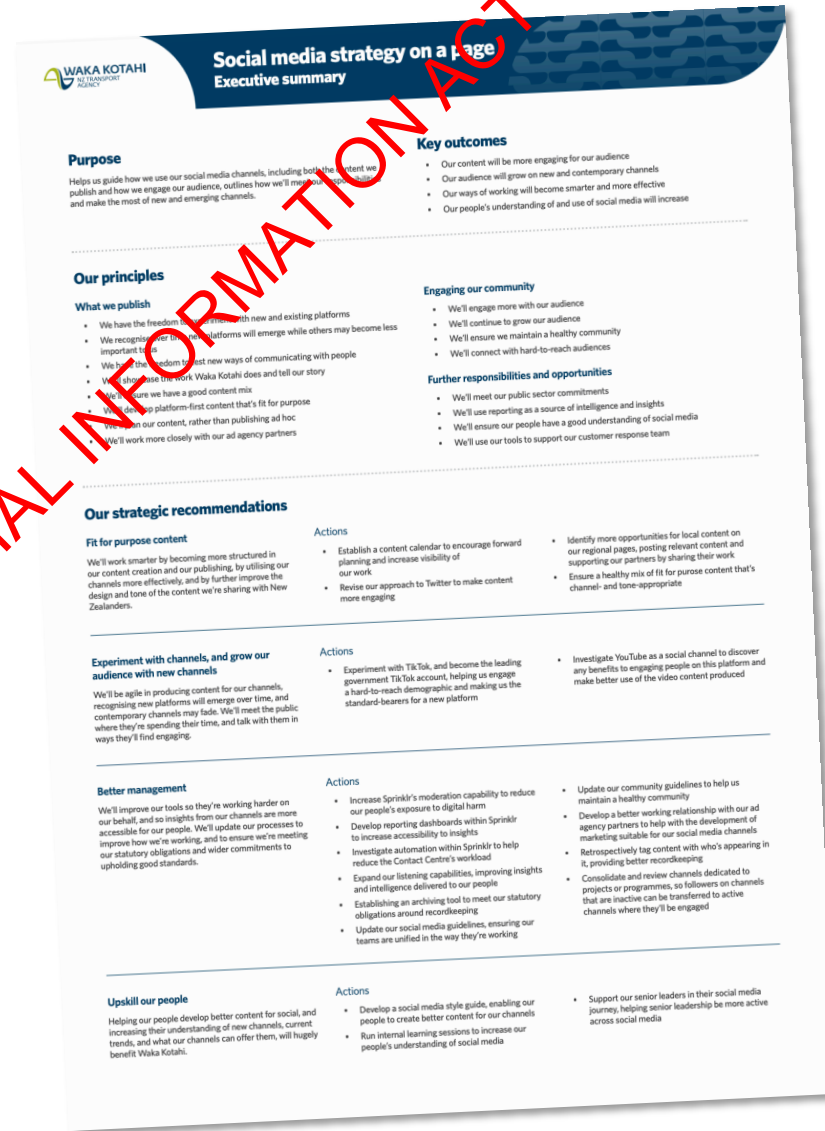 WAKA KOTAHI
NZ TRANSPORT
AGENCY
Social media strategy on a page
Executive summary
Purpose
Helps us guide how we use our social media channels, including both the content we
publish and how we engage our audience, outlines how we'll meet our responsibilities
and make the most of new and emerging channels.
Key outcomes
• Our content will be more engaging for our audience
• Our audience will grow on new and contemporary channels
• Our ways of working will become smarter and more effective
• Our people's understanding of and use of social media will increase
Our principles
What we publish
• We have the freedom to experiment with new and existing platforms
• We recognise over time new platforms will emerge while others may become less
important to us
• We have the freedom to test new ways of communicating with people
• We'll showcase the work Waka Kotahi does and tell our story
• We'll ensure we have a good content mix
• We'll develop platform-first content that's fit for purpose
• We'll plan our content, rather than publishing ad hoc
• We'll work more closely with our ad agency partners
Engaging our community
• We'll engage more with our audience
• We'll continue to grow our audience
• We'll ensure we maintain a healthy community
• We'll connect with hard-to-reach audiences
Further responsibilities and opportunities
• We'll meet our public sector commitments
• We'll use reporting as a source of intelligence and insights
• We'll ensure our people have a good understanding of social media
• We'll use our tools to support our customer response team
Our strategic recommendations
Fit for purpose content
We'll work smarter by becoming more structured in
our content creation and our publishing, by utilising our
channels more effectively, and by further improve the
design and tone of the content we're sharing with New
Zealanders.
Actions
• Establish a content calendar to encourage forward
planning and increase visibility of
our work
• Revise our approach to Twitter to make content
more engaging
• Identify more opportunities for local content on
our regional pages, posting relevant content and
supporting our partners by sharing their work
• Ensure a healthy mix of fit for purose content that's
channel- and tone-appropriate
Experiment with channels, and grow our
audience with new channels
We'll be agile in producing content for our channels,
recognising new platforms will emerge over time, and
contemporary channels may fade. We'll meet the public
where they're spending their time, and talk with them in
ways they'll find engaging.
Actions
• Experiment with TikTok, and become the leading
government TikTok account, helping us engage
a hard-to-reach demographic and making us the
standard-bearers for a new platform
• Investigate YouTube as a social channel to discover
any benefits to engaging people on this platform and
make better use of the video content produced
Better management
We'll improve our tools so they're working harder on
our behalf, and so insights from our channels are more
accessible for our people. We'll update our processes to
improve how we're working, and to ensure we're meeting
our statutory obligations and wider commitments to
upholding good standards.
Actions
• Increase Sprinklr's moderation capability to reduce
our people's exposure to digital harm
• Develop reporting dashboards within Sprinklr
to increase accessibility to insights
• Investigate automation within Sprinklr to help
reduce the Contact Centre's workload
• Expand our listening capabilities, improving insights
and intelligence delivered to our people
• Establishing an archiving tool to meet our statutory
obligations around recordkeeping
• Update our social media guidelines, ensuring our
teams are unified in the way they're working
• Update our community guidelines to help us
maintain a healthy community
• Develop a better working relationship with our ad
agency partners to help with the development of
marketing suitable for our social media channels
• Retrospectively tag content with who's appearing in
it, providing better recordkeeping
• Consolidate and review channels dedicated to
projects or programmes, so followers on channels
that are inactive can be transferred to active
channels where they'll be engaged
Upskill our people
Helping our people develop better content for social, and
increasing their understanding of new channels, current
trends, and what our channels can offer them, will hugely
benefit Waka Kotahi.
Actions
• Develop a social media style guide, enabling our
people to create better content for our channels
• Run internal learning sessions to increase our
people's understanding of social media
• Support our senior leaders in their social media
journey, helping senior leadership be more active
across social media
AL INFORMATION ACT